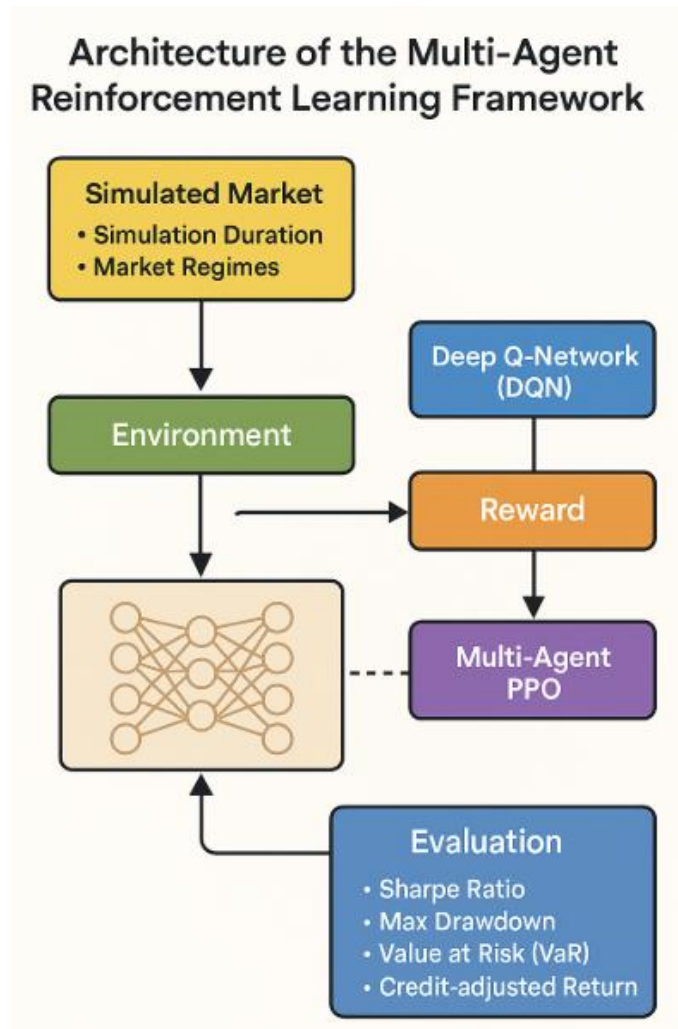 Architecture of the Multi-Agent
Reinforcement Learning Framework
Simulated Market
• Simulation Duration
• Market Regimes
Deep Q-Network
(DQN)
Environment
Reward
Multi-Agent
PPO
Evaluation
• Sharpe Ratio
• Max Drawdown
• Value at Risk (VaR)
• Credit-adjusted Return